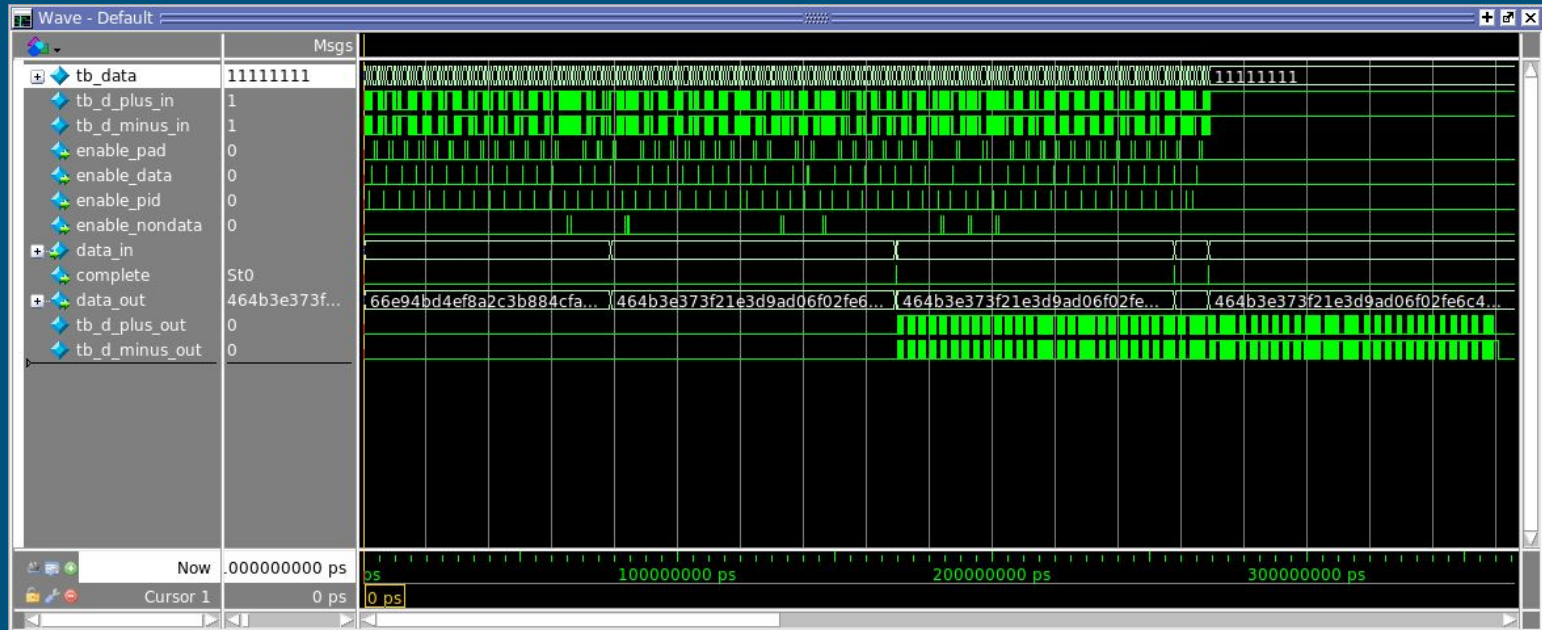 Wave - Default
Msgs
tb_data 11111111 11111111
tb_d_plus_in 1
tb_d_minus_in 1
enable_pad 0
enable_data 0
enable_pid 0
enable_nondata 0
data_in
complete St0
data_out 464b3e373f... 66e94bd4ef8a2c3b884cfa... 464b3e373f21e3d9ad06f02fe6... 464b3e373f21e3d9ad06f02fe... 464b3e373f21e3d9ad06f02fe6c4...
tb_d_plus_out 0
tb_d_minus_out 0
Now .000000000 ps ps 100000000 ps 200000000 ps 300000000 ps
Cursor 1 0 ps 0 ps